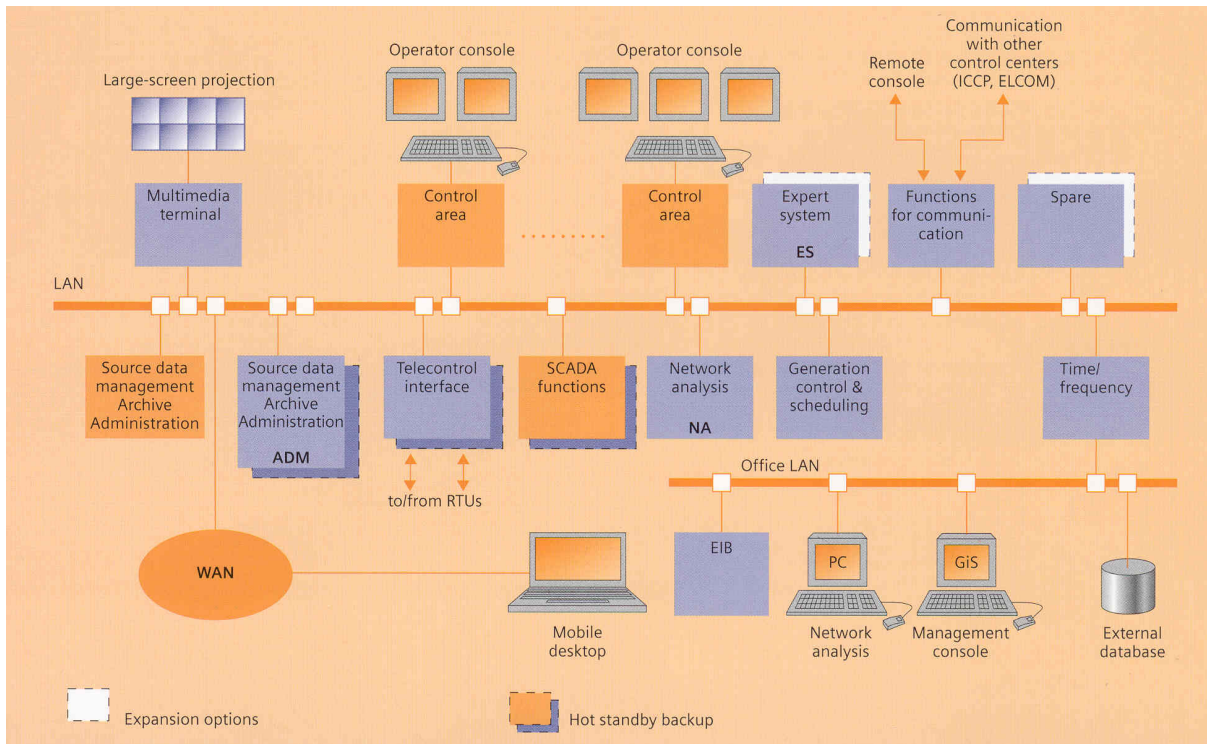 Communication
with other
control centers
(ICCP, ELCOM)
Operator console
Operator console
Remote
console
Large-screen projection
Multimedia
terminal
Control
area
Control
area
Expert
system
ES
Functions
for communi-
cation
Spare
LAN
Source data
management
Archive
Administration
Source data
management
Archive
Administration
ADM
Telecontrol
interface
SCADA
functions
Network
analysis
NA
Generation
control &
scheduling
Time/
frequency
to/from RTUs
Office LAN
WAN
EIB
PC
GiS
Mobile
desktop
Network
analysis
Management
console
External
database
Expansion options
Hot standby backup